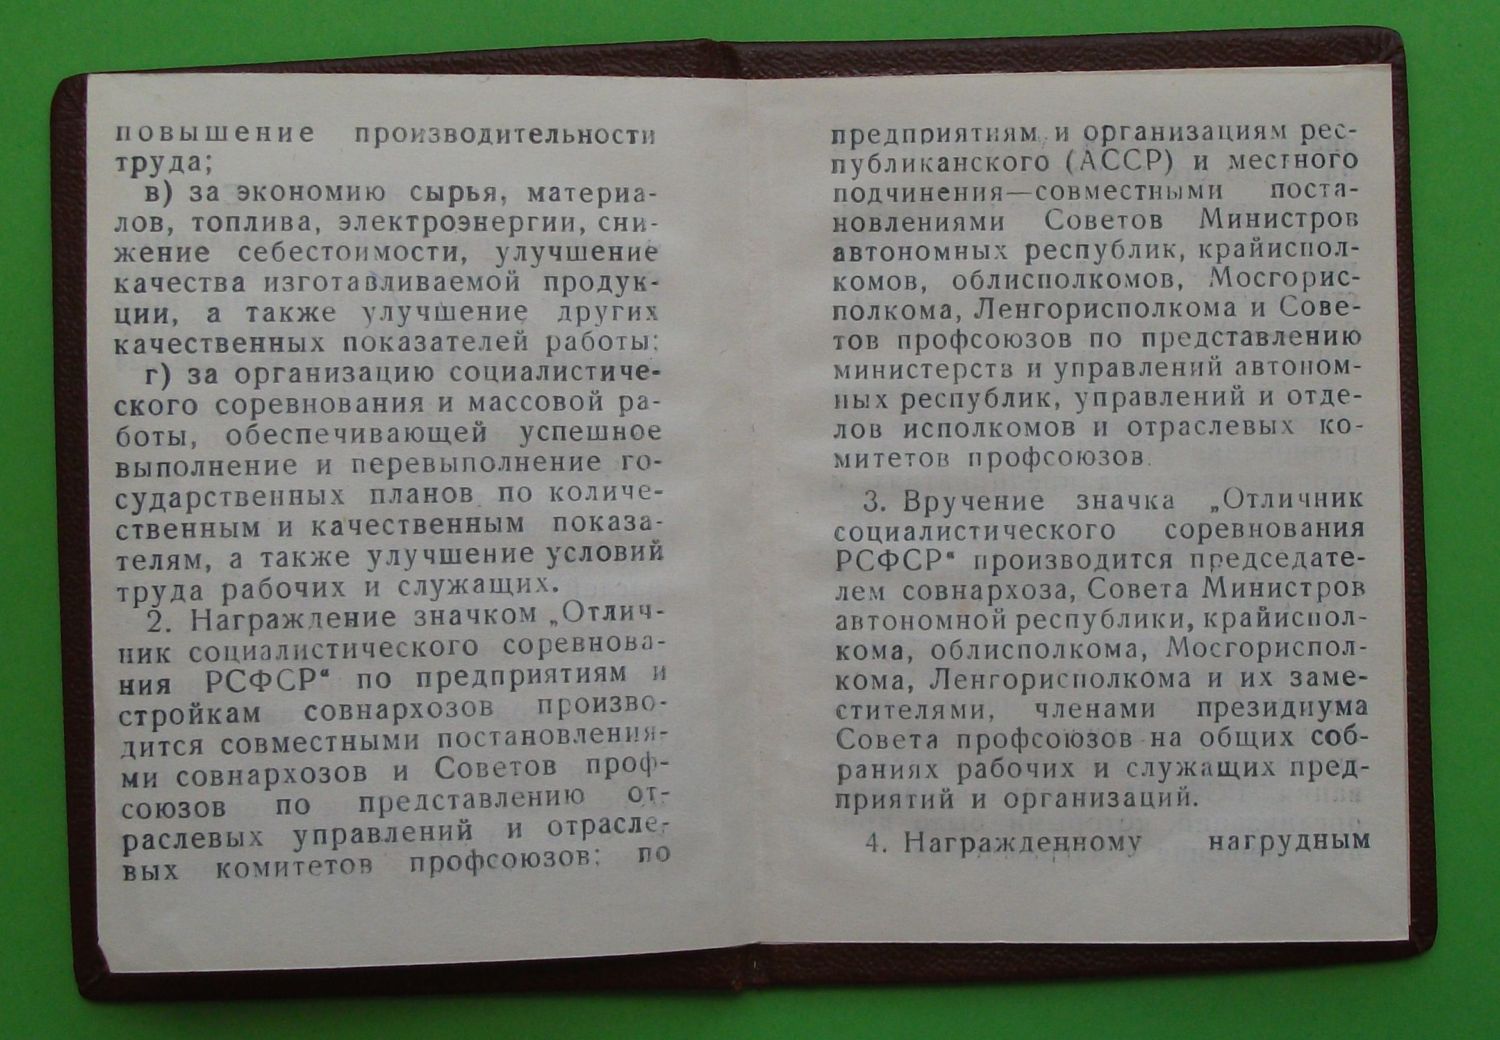 повышение производительности
труда;
в) за экономию сырья, материа-
лов, топлива, электроэнергии, сни-
жение себестоимости, улучшение
качества изготавливаемой продук-
ции, а также улучшение других
качественных показателей работы;
г) за организацию социалистиче-
ского соревнования и массовой ра-
боты, обеспечивающей успешное
выполнение и перевыполнение го-
сударственных планов по количе-
ственным и качественным показа-
телям, а также улучшение условий
труда рабочих и служащих.
2. Награждение значком „Отлич-
ник социалистического соревнова-
ния РСФСР“ по предприятиям и
стройкам совнархозов произво-
дится совместными постановления-
ми совнархозов и Советов проф-
союзов по представлению от-
раслевых управлений и отрасле-
вых комитетов профсоюзов; по
предприятиям и организациям рес-
публиканского (АССР) и местного
подчинения—совместными поста-
новлениями Советов Министров
автономных республик, крайиспол-
комов, облисполкомов, Мосгорис-
полкома, Ленгорисполкома и Сове-
тов профсоюзов по представлению
министерств и управлений автоном-
ных республик, управлений и отде-
лов исполкомов и отраслевых ко-
митетов профсоюзов.
3. Вручение значка „Отличник
социалистического соревнования
РСФСР“ производится председате-
лем совнархоза, Совета Министров
автономной республики, крайиспол-
кома, облисполкома, Мосгориспол-
кома, Ленгорисполкома и их заме-
стителями, членами президиума
Совета профсоюзов на общих соб-
раниях рабочих и служащих пред-
приятий и организаций.
4. Награжденному нагрудным